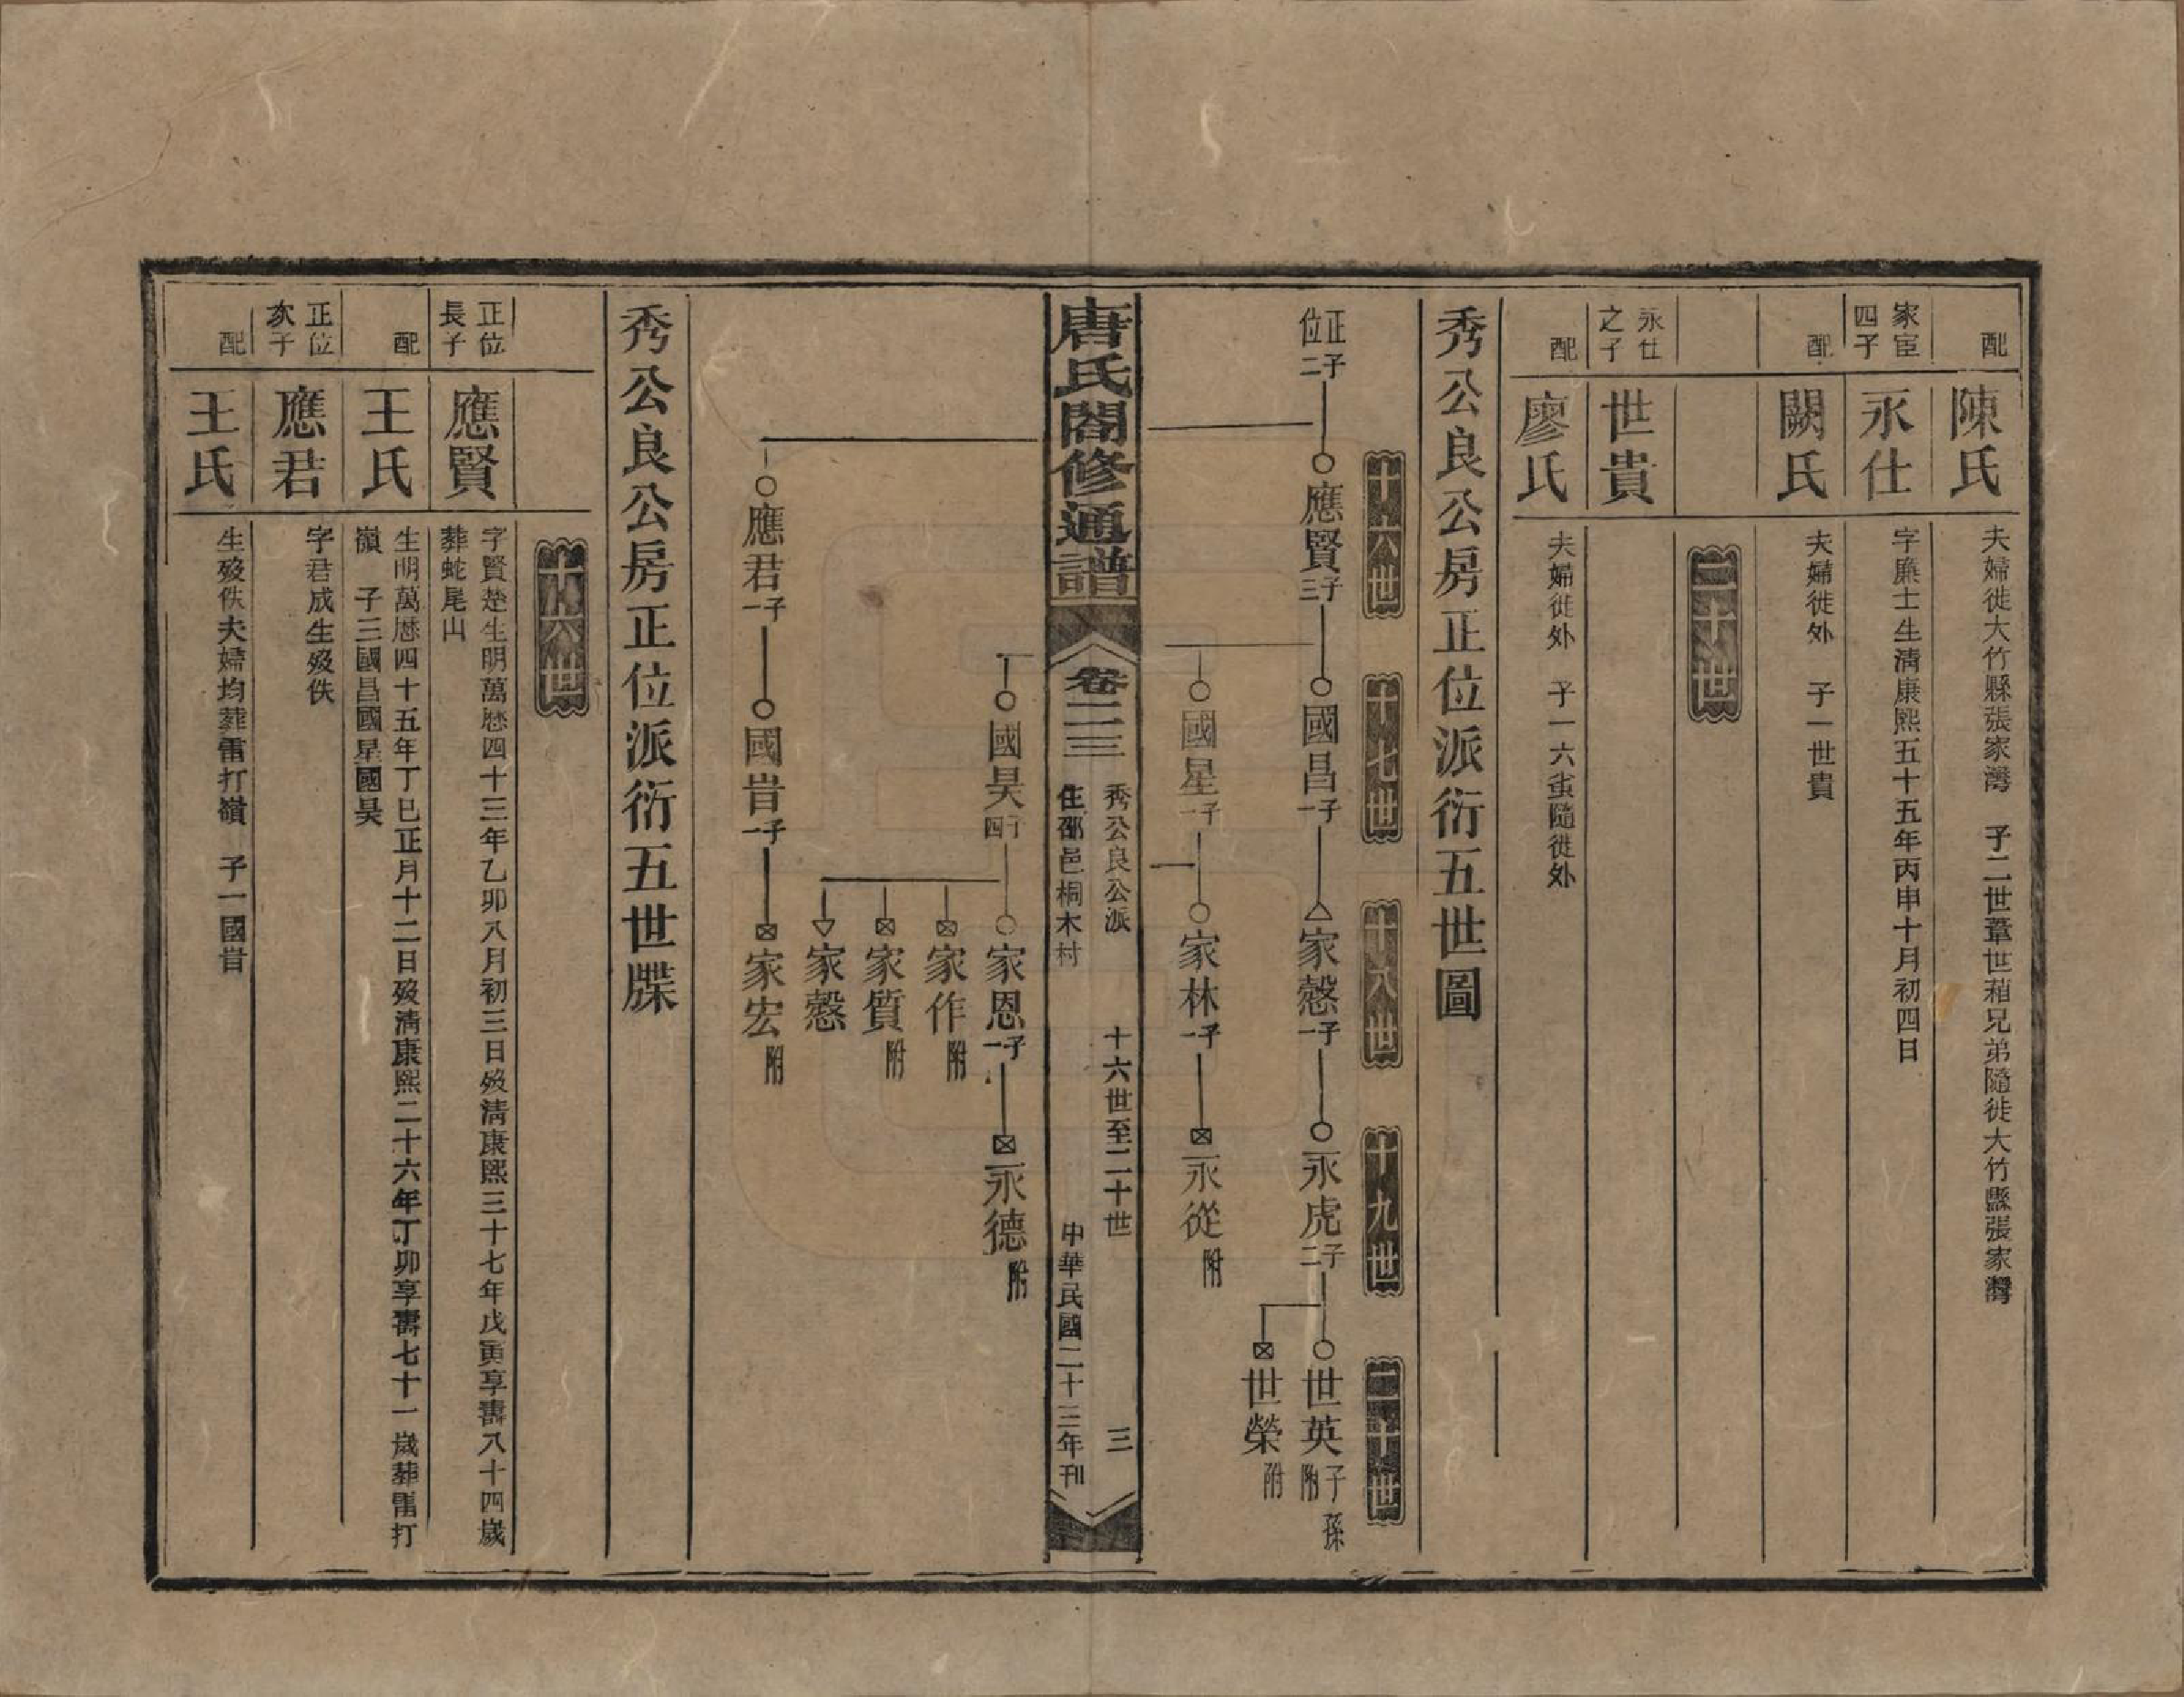 配
陳氏
夫婦徙大竹縣張家灣　子二世葦世葙兄弟隨徙大竹縣張家灣
家宦四子
永仕
字廉士生清康熙五十五年丙申十月初四日
配
闕氏
夫婦徙外　子一世貴
二十世
永仕之子
世貴
配
廖氏
夫婦徙外　子一六蚩隨徙外
秀公良公房正位派衍五世圖
十六世
十七世
十八世
十九世
二十世
正位二子
應賢三子
國昌一子
家愨一子
永虎二子
世英子孫附
世榮附
國星一子
家林一子
永從附
唐氏閤修通譜
卷二三
秀公良公派
住邵邑桐木村
十六世至二十世
三
中華民國二十三年刊
國昊四子
家恩一子
永德附
家作附
家質附
家愨
應君一子
國旹一子
家宏附
秀公良公房正位派衍五世牒
十六世
正位長子
應賢
字賢楚生明萬曆四十三年乙卯八月初三日歿清康熙三十七年戊寅享壽八十四歲
葬蛇尾山
配
王氏
生明萬曆四十五年丁巳正月十二日歿清康熙二十六年丁卯享壽七十一歲葬雷打
嶺　子三國昌國星國昊
正位次子
應君
字君成生歿佚
配
王氏
生歿佚夫婦均葬雷打嶺　子一國旹